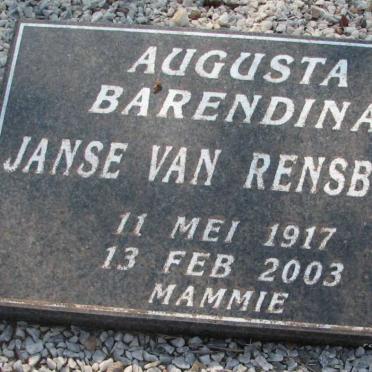 AUGUSTA
BARENDINA
JANSE VAN RENSB
11 MEI 1917
13 FEB 2003
MAMMIE